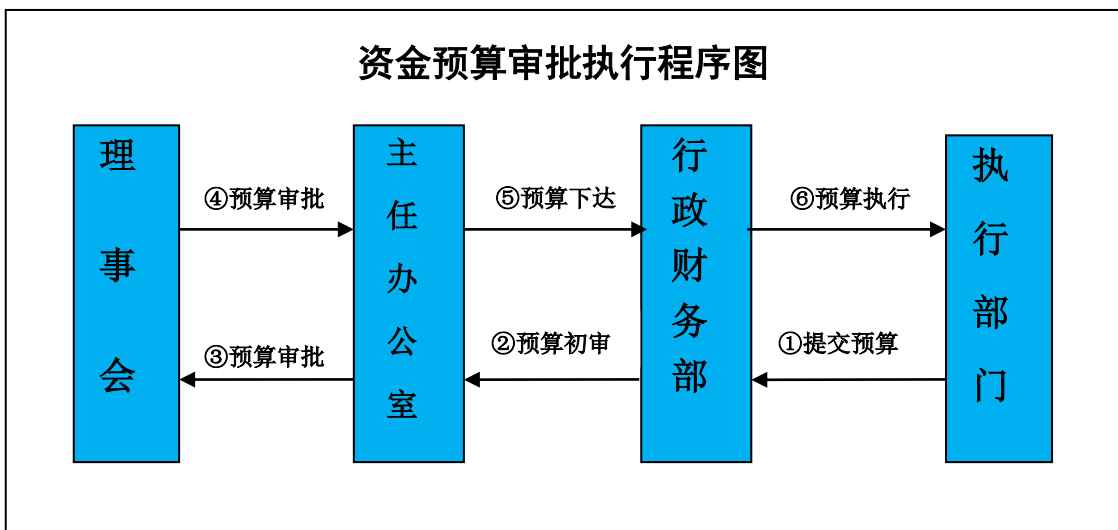 资金预算审批执行程序图
理事会
主任办公室
行政财务部
执行部门
④预算审批
⑤预算下达
⑥预算执行
③预算审批
②预算初审
①提交预算